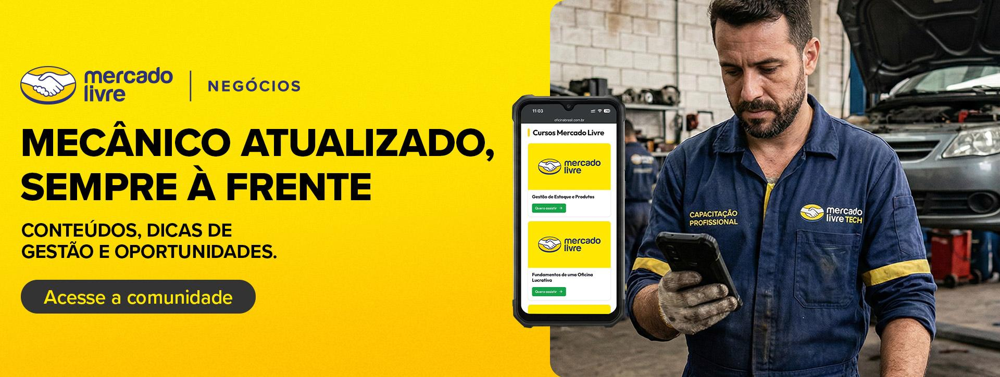 mercado
livre
NEGÓCIOS
MECÂNICO ATUALIZADO,
SEMPRE À FRENTE
CONTEÚDOS, DICAS DE
GESTÃO E OPORTUNIDADES.
Acesse a comunidade
11:03
79
oficinabrasil.com.br
Cursos Mercado Livre
mercado
livre
Gestão de Estoque e Produtos
Quero assistir →
mercado
livre
Fundamentos de uma Oficina
Lucrativa
Quero assistir →
CAPACITAÇÃO
PROFISSIONAL
mercado
livre TECH